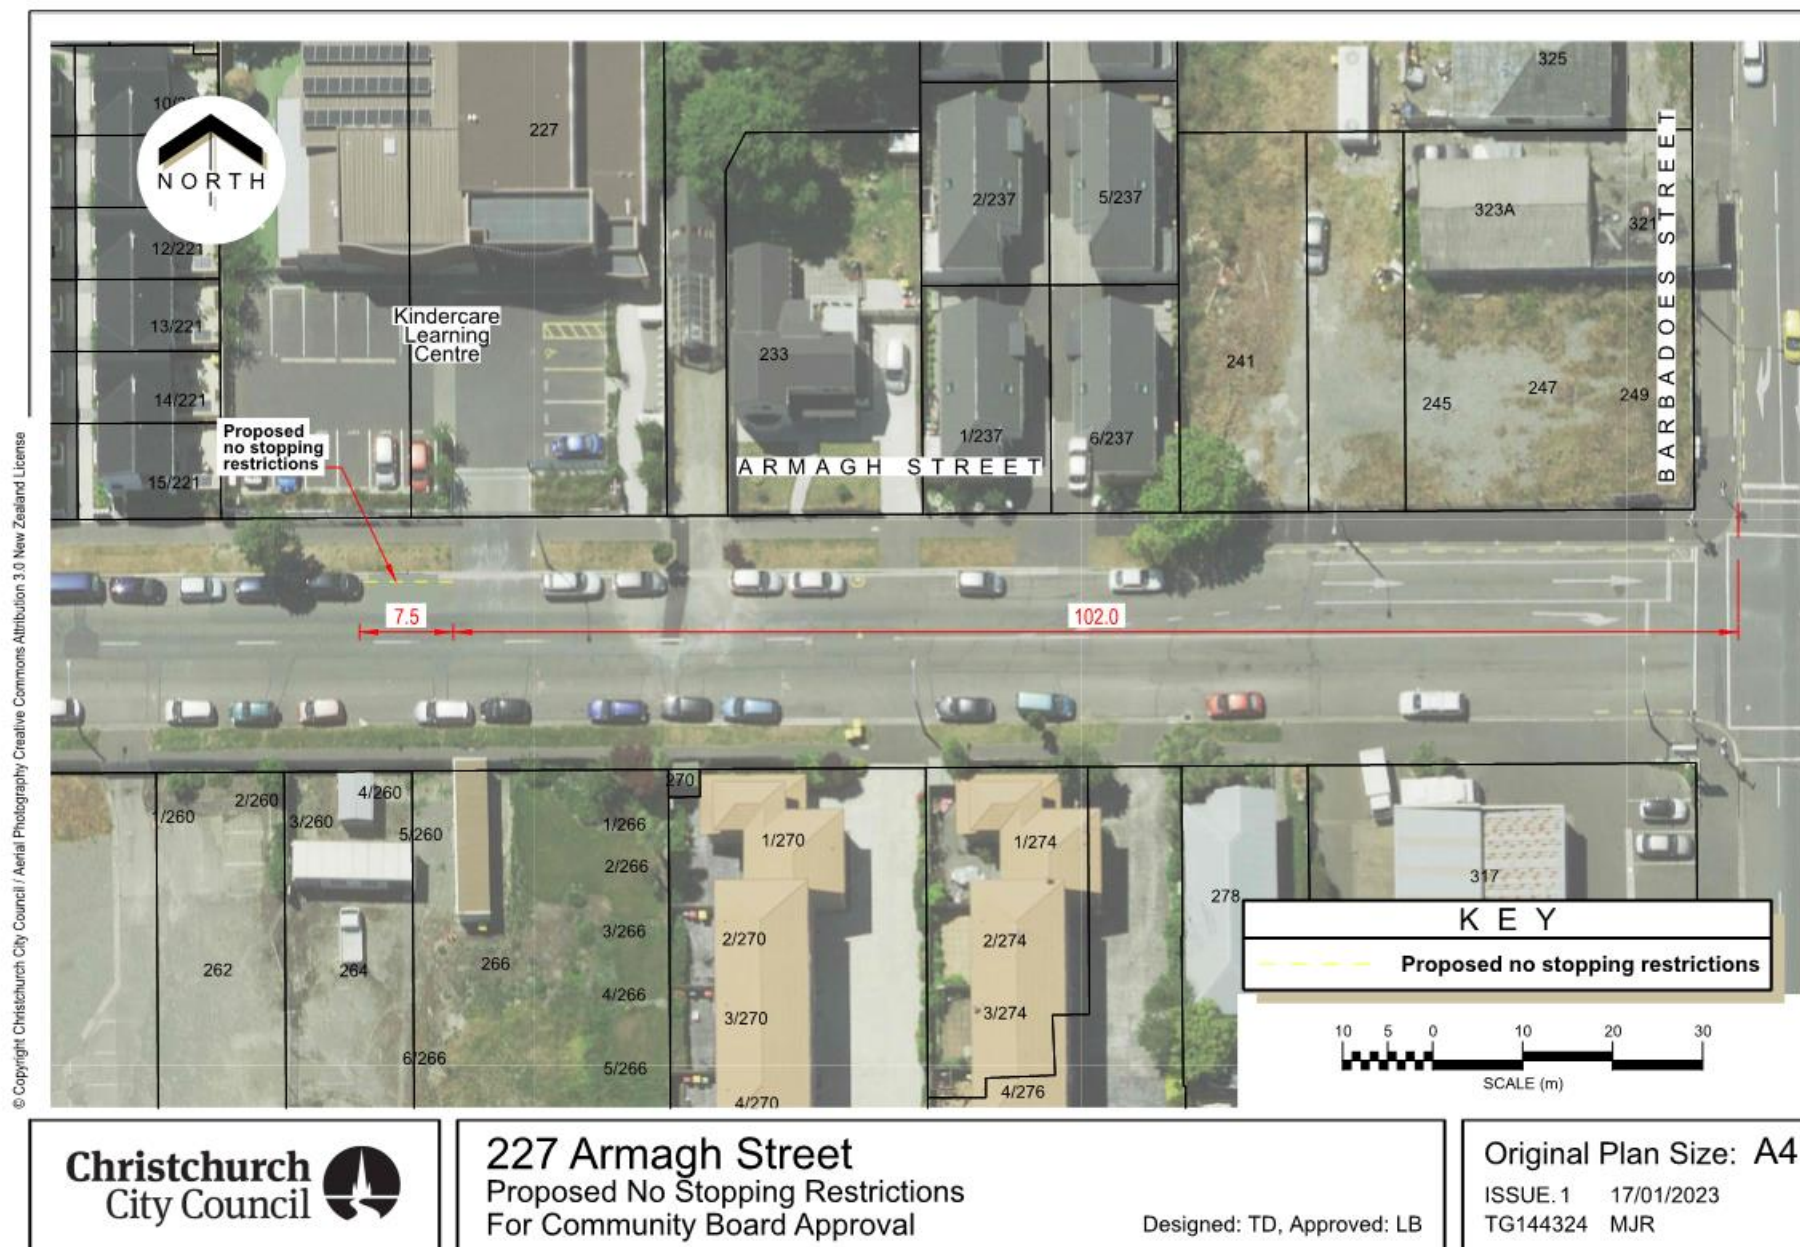 © Copyright Christchurch City Council / Aerial Photography Creative Commons Attribution 3.0 New Zealand License
NORTH
227
325
2/237
5/237
323A
321
12/221
13/221
14/221
15/221
Kindercare
Learning
Centre
233
241
245
247
249
1/237
6/237
BARBADOES STREET
Proposed
no stopping
restrictions
ARMAGH STREET
7.5
102.0
1/260
2/260
3/260
4/260
5/260
262
264
266
1/266
2/266
3/266
4/266
5/266
6/266
270
1/270
2/270
3/270
4/270
1/274
2/274
3/274
4/276
278
317
KEY
Proposed no stopping restrictions
10 5 0 10 20 30
SCALE (m)
Christchurch
City Council
227 Armagh Street
Proposed No Stopping Restrictions
For Community Board Approval
Designed: TD, Approved: LB
Original Plan Size: A4
ISSUE. 1 17/01/2023
TG144324 MJR